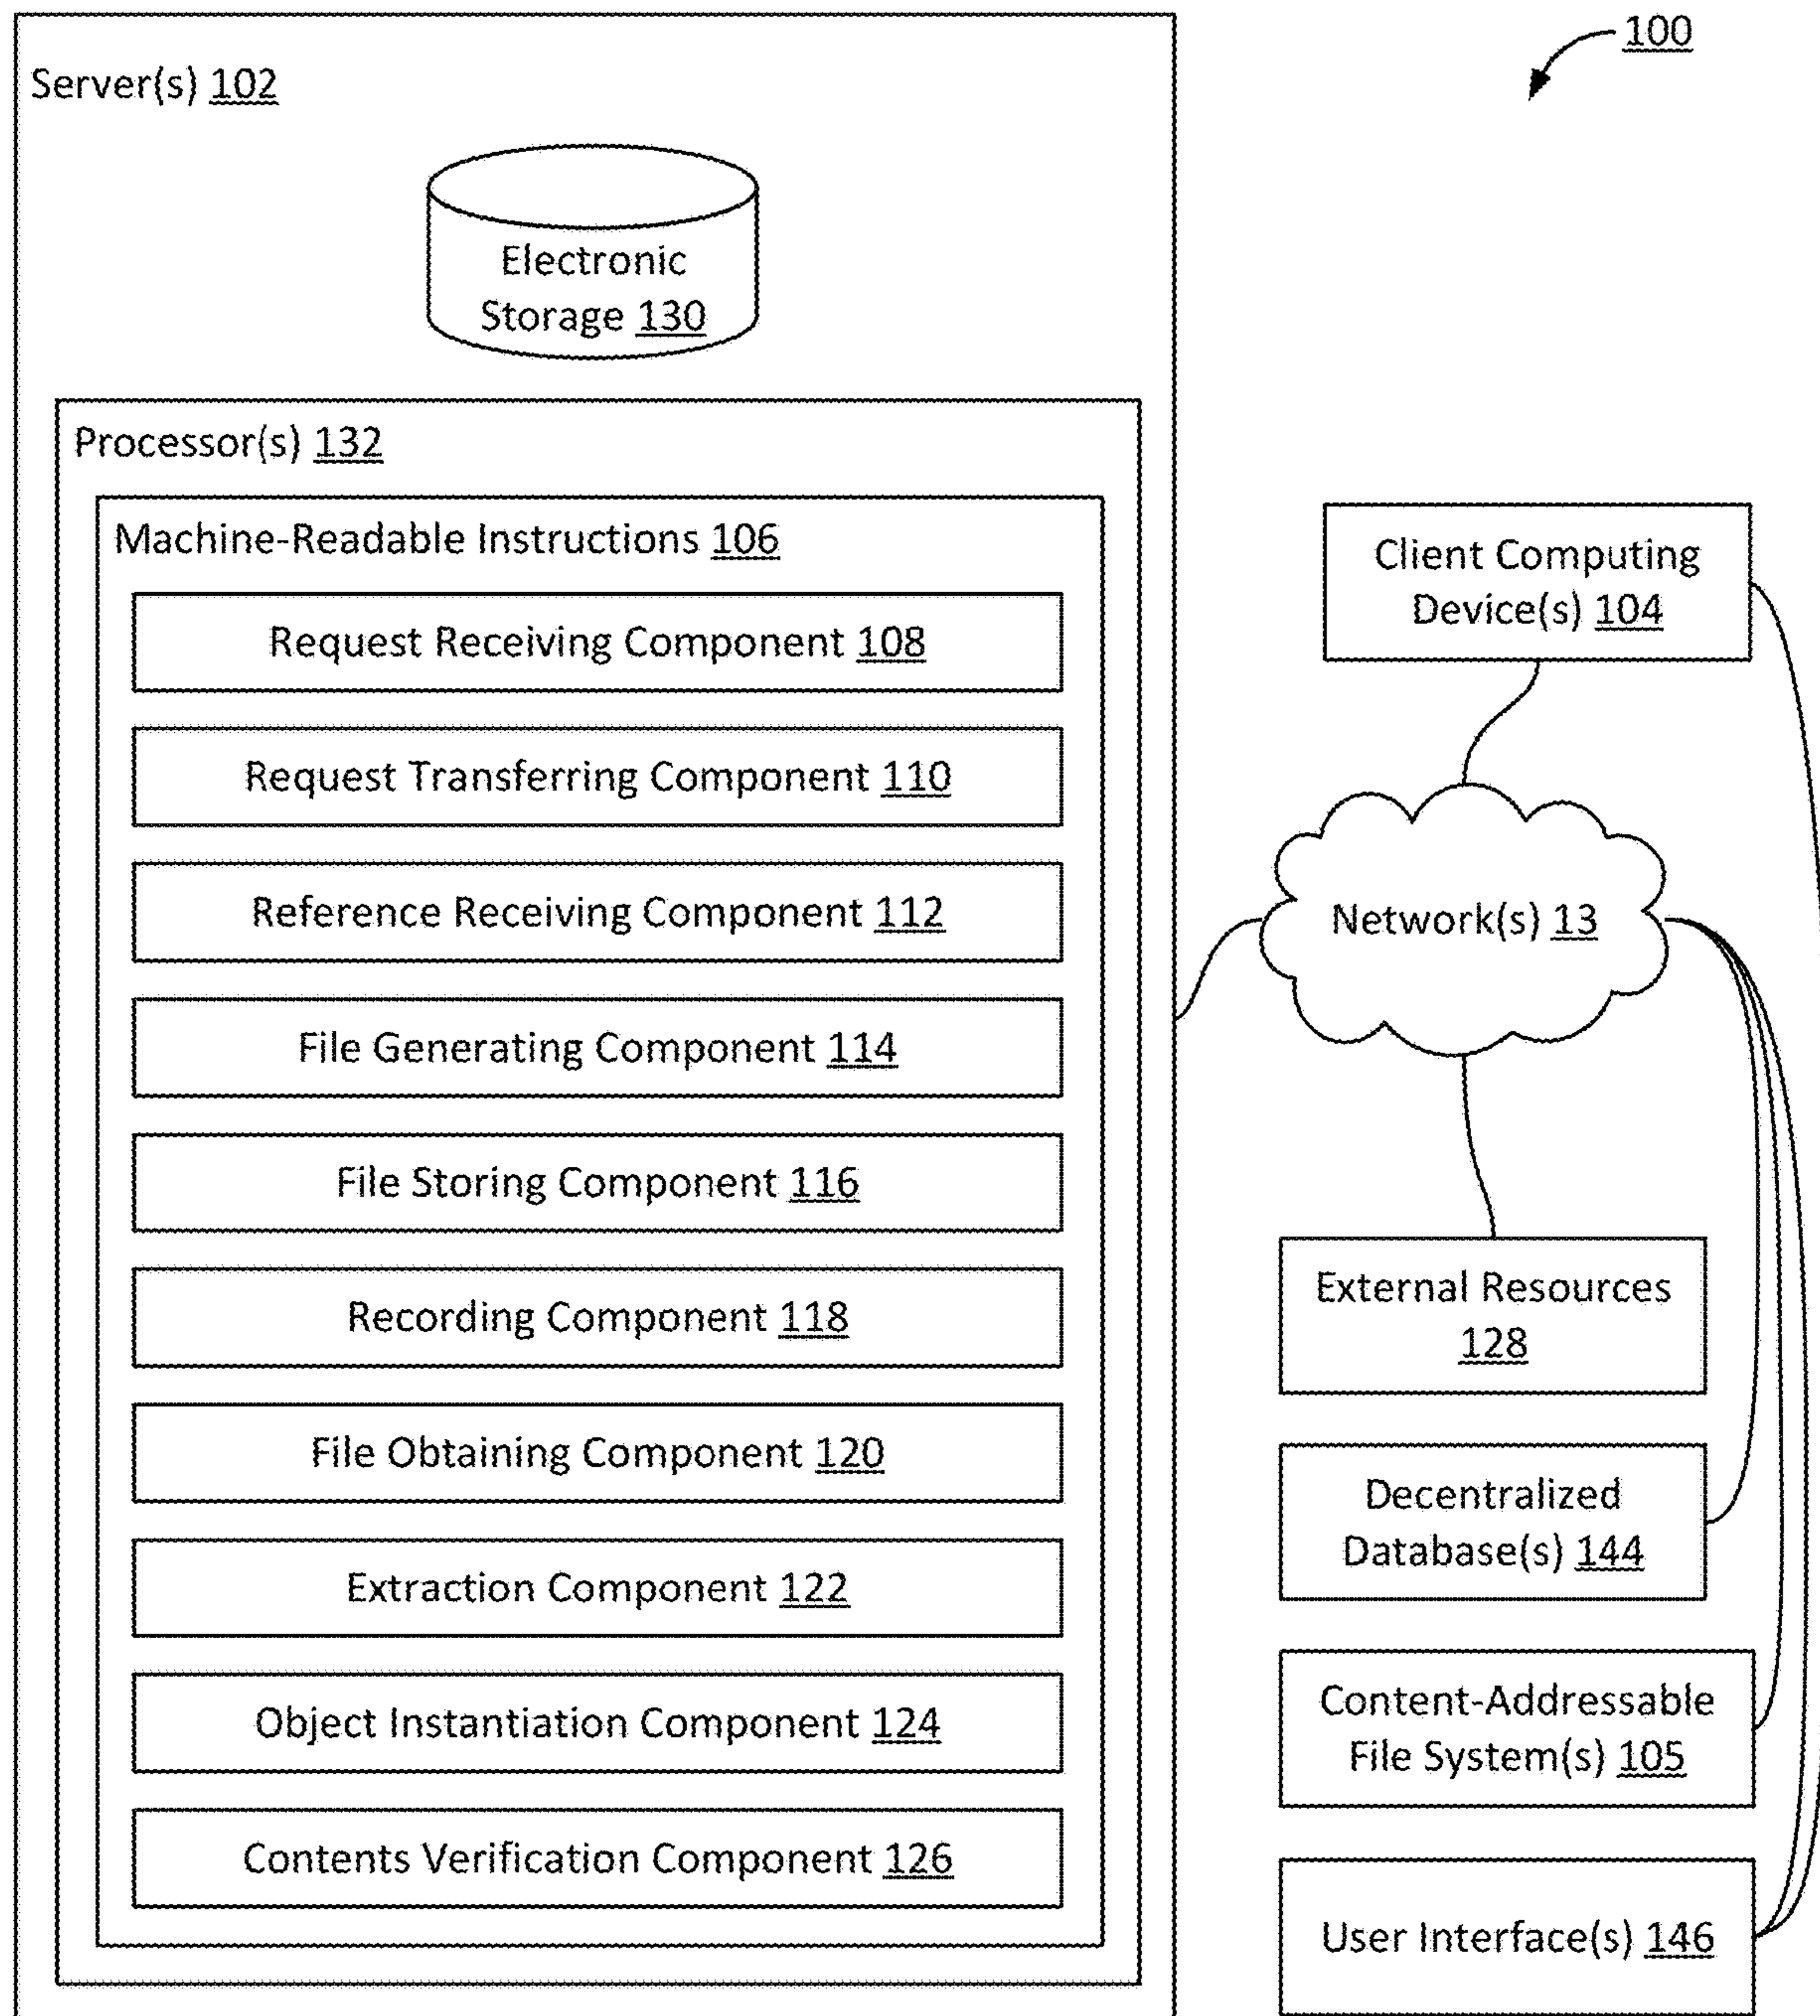 100
Server(s) 102
Electronic
Storage 130
Processor(s) 132
Machine-Readable Instructions 106
Request Receiving Component 108
Request Transferring Component 110
Reference Receiving Component 112
File Generating Component 114
File Storing Component 116
Recording Component 118
File Obtaining Component 120
Extraction Component 122
Object Instantiation Component 124
Contents Verification Component 126
Client Computing
Device(s) 104
Network(s) 13
External Resources
128
Decentralized
Database(s) 144
Content-Addressable
File System(s) 105
User Interface(s) 146